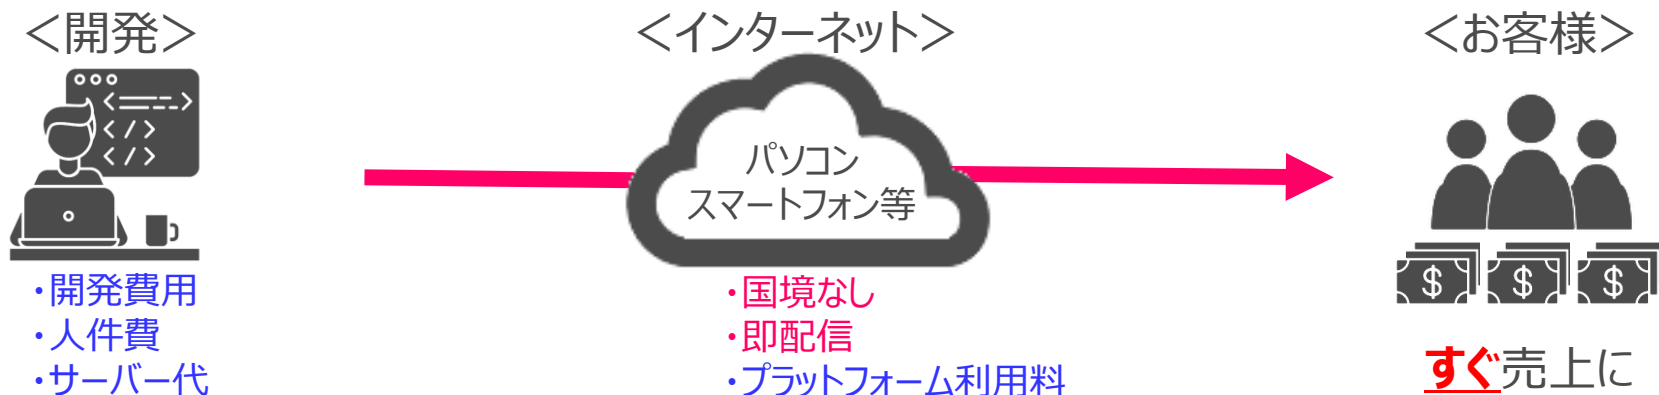 ＜開発＞
＜インターネット＞
＜お客様＞
パソコン
スマートフォン等
・開発費用
・人件費
・サーバー代
・国境なし
・即配信
・プラットフォーム利用料
$ $ $
すぐ売上に